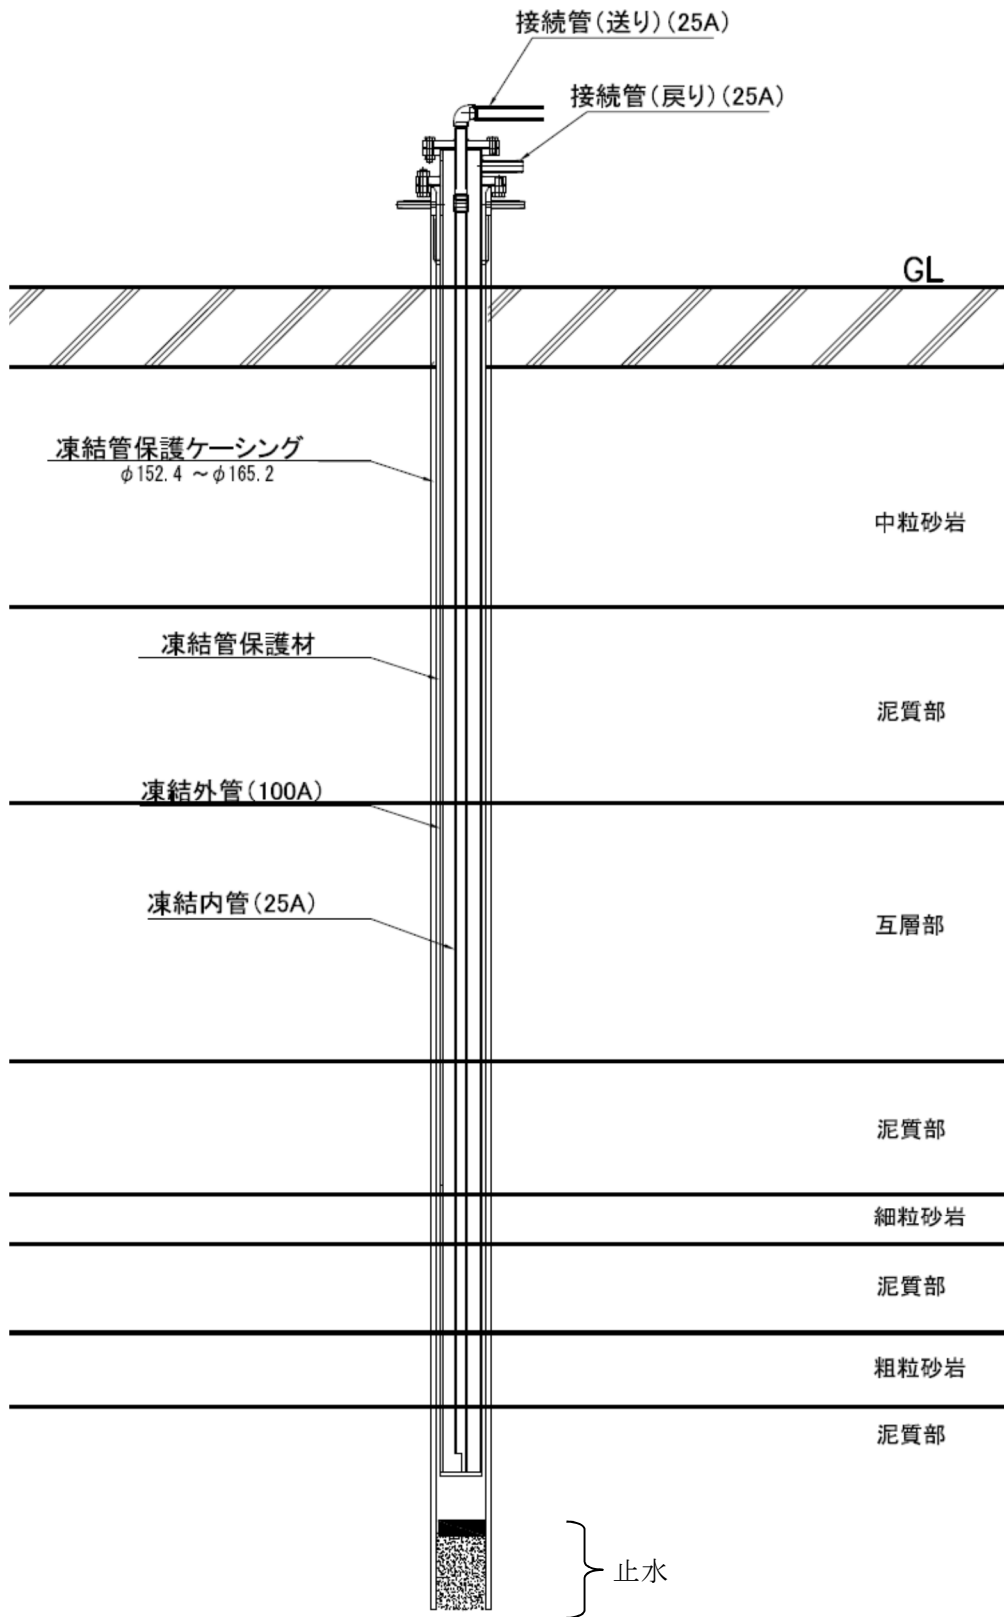 接続管(送り)(25A)
接続管(戻り)(25A)
GL
凍結管保護ケーシング
φ152.4 ～φ165.2
中粒砂岩
凍結管保護材
泥質部
凍結外管(100A)
凍結内管(25A)
互層部
泥質部
細粒砂岩
泥質部
粗粒砂岩
泥質部
止水